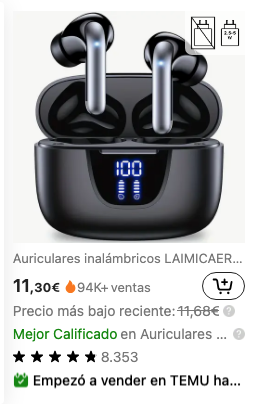 2.5-5
W
100
Auriculares inalámbricos LAIMICAER...
11,30€ 94K+ ventas
Precio más bajo reciente: 11,68€ ?
Mejor Calificado en Auriculares ... ?
8.353
Empezó a vender en TEMU ha...